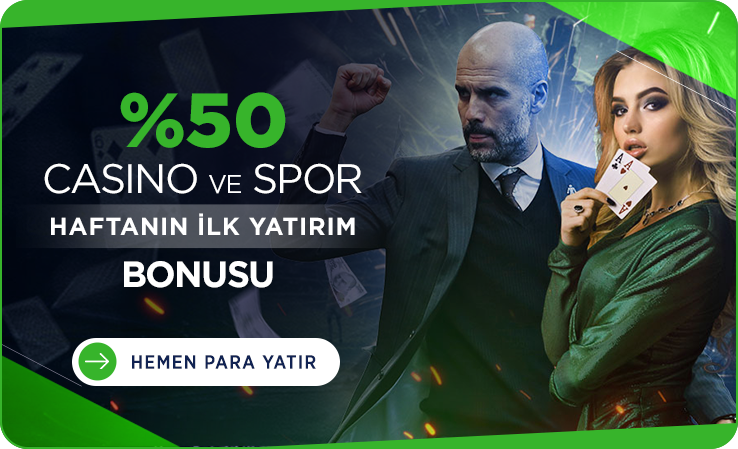 %50
CASINO VE SPOR
HAFTANIN İLK YATIRIM
BONUSU
HEMEN PARA YATIR
A
A